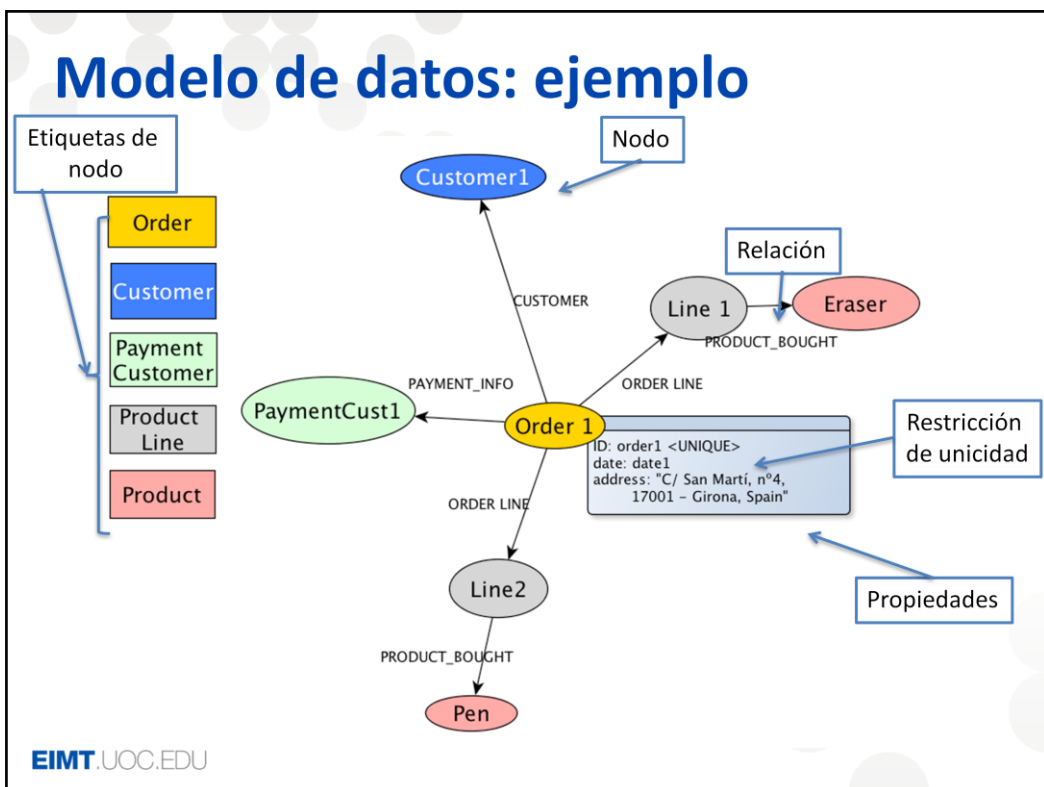 Modelo de datos: ejemplo
Etiquetas de
nodo
Nodo
Customer1
Order
Relación
Customer
CUSTOMER
Line 1
Eraser
PRODUCT_BOUGHT
Payment
Customer
PAYMENT_INFO
ORDER LINE
PaymentCust1
Order 1
Product
Line
ID: order1 <UNIQUE>
date: date1
address: "C/ San Martí, nº4,
17001 – Girona, Spain"
Restricción
de unicidad
Product
ORDER LINE
Line2
Propiedades
PRODUCT_BOUGHT
Pen
EIMT.UOC.EDU